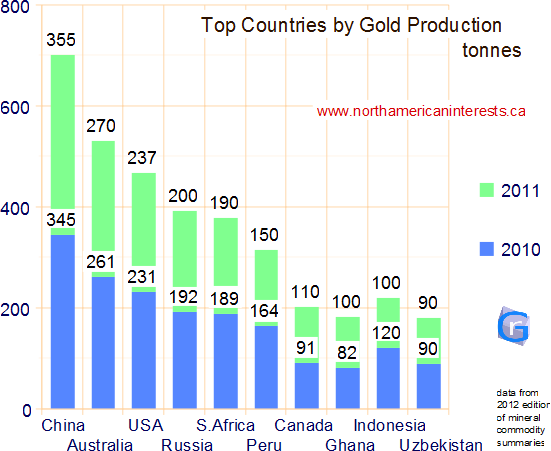 Top Countries by Gold Production
tonnes
www.northamericaninterests.ca
800
600
400
200
0
355
345
270
261
237
231
200
192
190
189
150
164
110
91
100
82
100
120
90
90
2011
2010
G
China
USA
S.Africa
Canada
Indonesia
Australia
Russia
Peru
Ghana
Uzbekistan
data from
2012 edition
of mineral
commodity
summaries